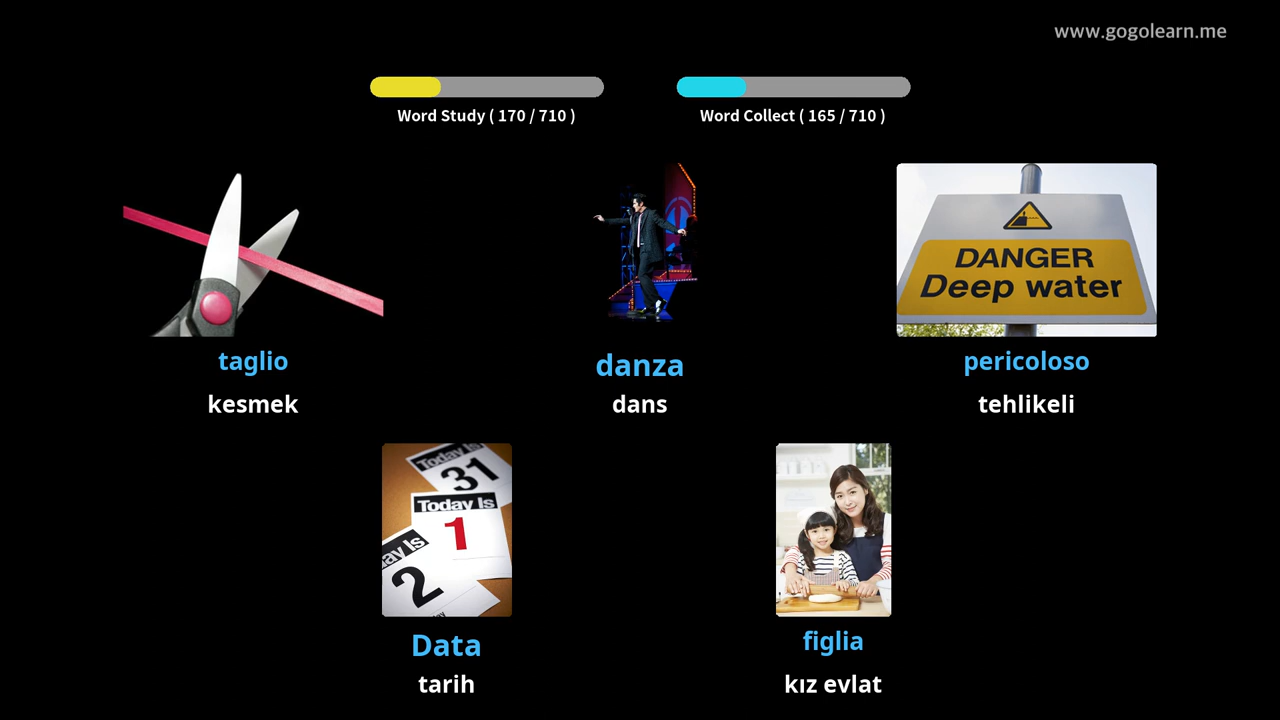 www.gogolearn.me
Word Study ( 170 / 710 )
Word Collect ( 165 / 710 )
DANGER
Deep water
taglio
danza
pericoloso
kesmek
dans
tehlikeli
Today Is
31
Today Is
1
ay Is
2
Data
figlia
tarih
kız evlat